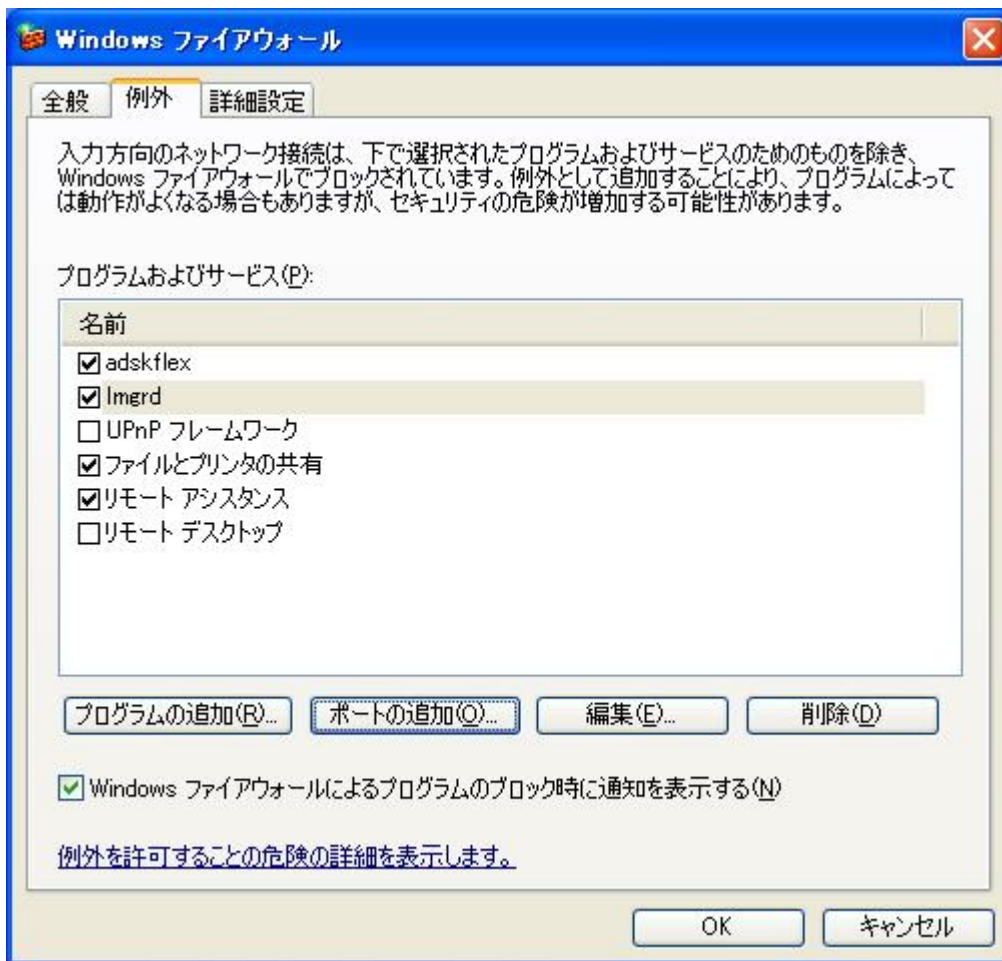 Windows ファイアウォール
全般
例外
詳細設定
入力方向のネットワーク接続は、下で選択されたプログラムおよびサービスのためのものを除き、
Windows ファイアウォールでブロックされています。例外として追加することにより、プログラムによって
は動作がよくなる場合もありますが、セキュリティの危険が増加する可能性があります。
プログラムおよびサービス(P):
名前
adskflex
lmgrd
UPnP フレームワーク
ファイルとプリンタの共有
リモート アシスタンス
リモート デスクトップ
プログラムの追加(R)...
ポートの追加(O)...
編集(E)...
削除(D)
Windows ファイアウォールによるプログラムのブロック時に通知を表示する(N)
例外を許可することの危険の詳細を表示します。
OK
キャンセル